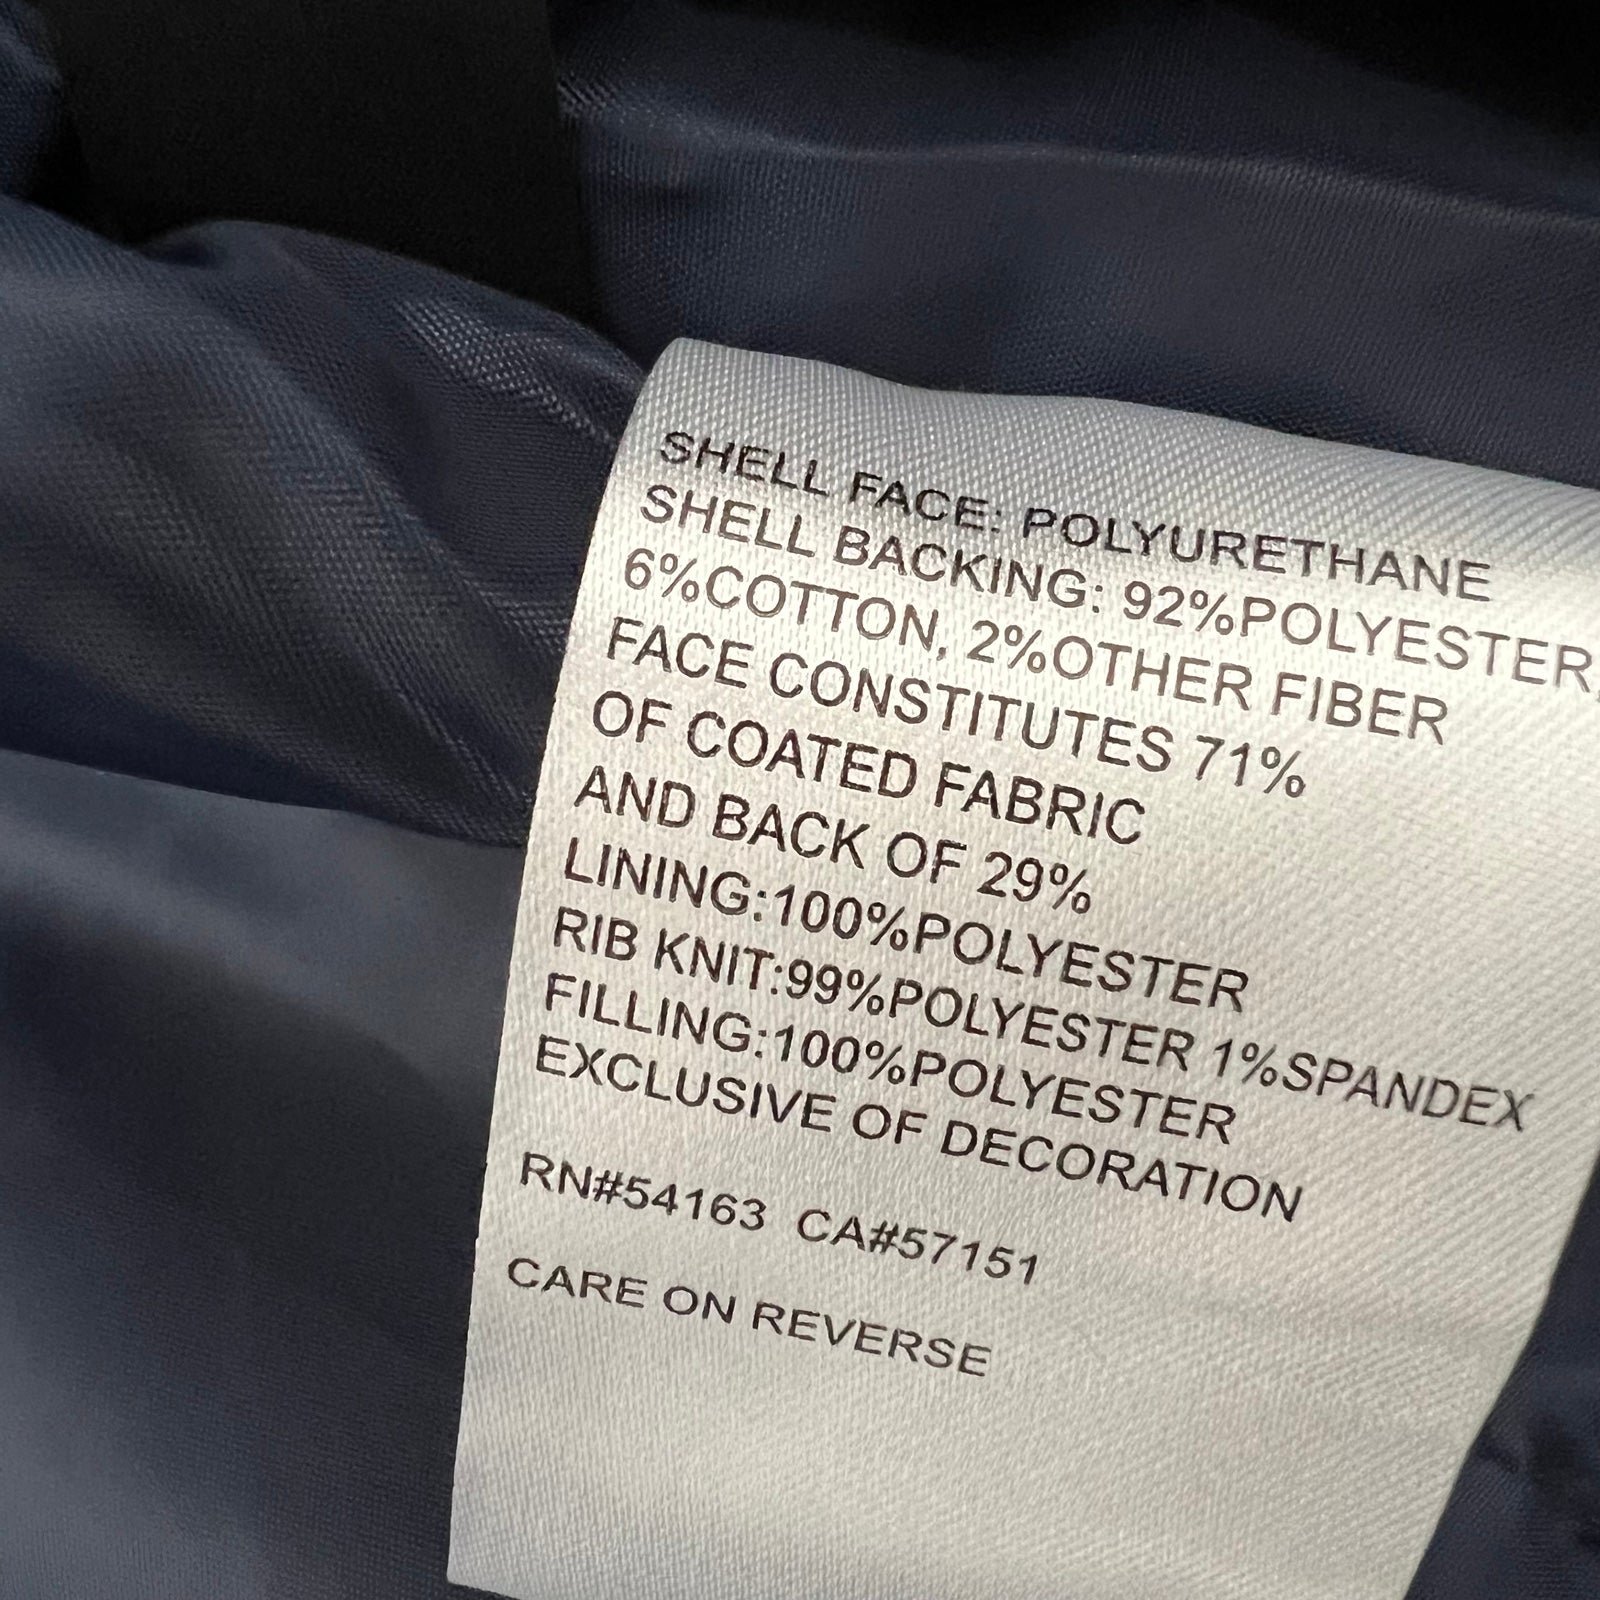 SHELL FACE: POLYURETHANE
SHELL BACKING: 92%POLYESTER,
6%COTTON, 2%OTHER FIBER
FACE CONSTITUTES 71%
OF COATED FABRIC
AND BACK OF 29%
LINING:100%POLYESTER
RIB KNIT:99%POLYESTER 1%SPANDEX
FILLING:100%POLYESTER
EXCLUSIVE OF DECORATION
RN#54163 CA#57151
CARE ON REVERSE